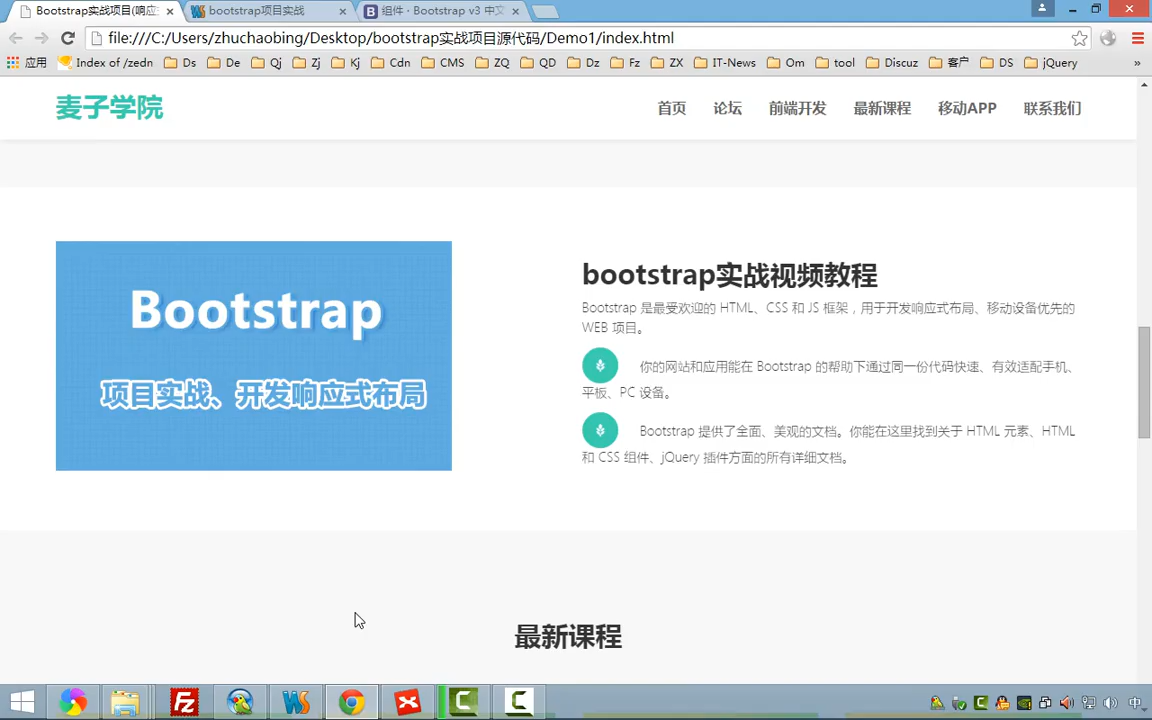 Bootstrap实战项目(响应
bootstrap项目实战
组件 · Bootstrap v3 中文
file:///C:/Users/zhuchaobing/Desktop/bootstrap实战项目源代码/Demo1/index.html
应用 Index of /zedn Ds De Qj Zj Kj Cdn CMS ZQ QD Dz Fz ZX IT-News Om tool Discuz 客户 DS jQuery »
麦子学院 首页 论坛 前端开发 最新课程 移动APP 联系我们
Bootstrap
项目实战、开发响应式布局
bootstrap实战视频教程
Bootstrap 是最受欢迎的 HTML、CSS 和 JS 框架，用于开发响应式布局、移动设备优先的
WEB 项目。
你的网站和应用能在 Bootstrap 的帮助下通过同一份代码快速、有效适配手机、
平板、PC 设备。
Bootstrap 提供了全面、美观的文档。你能在这里找到关于 HTML 元素、HTML
和 CSS 组件、jQuery 插件方面的所有详细文档。
最新课程
中